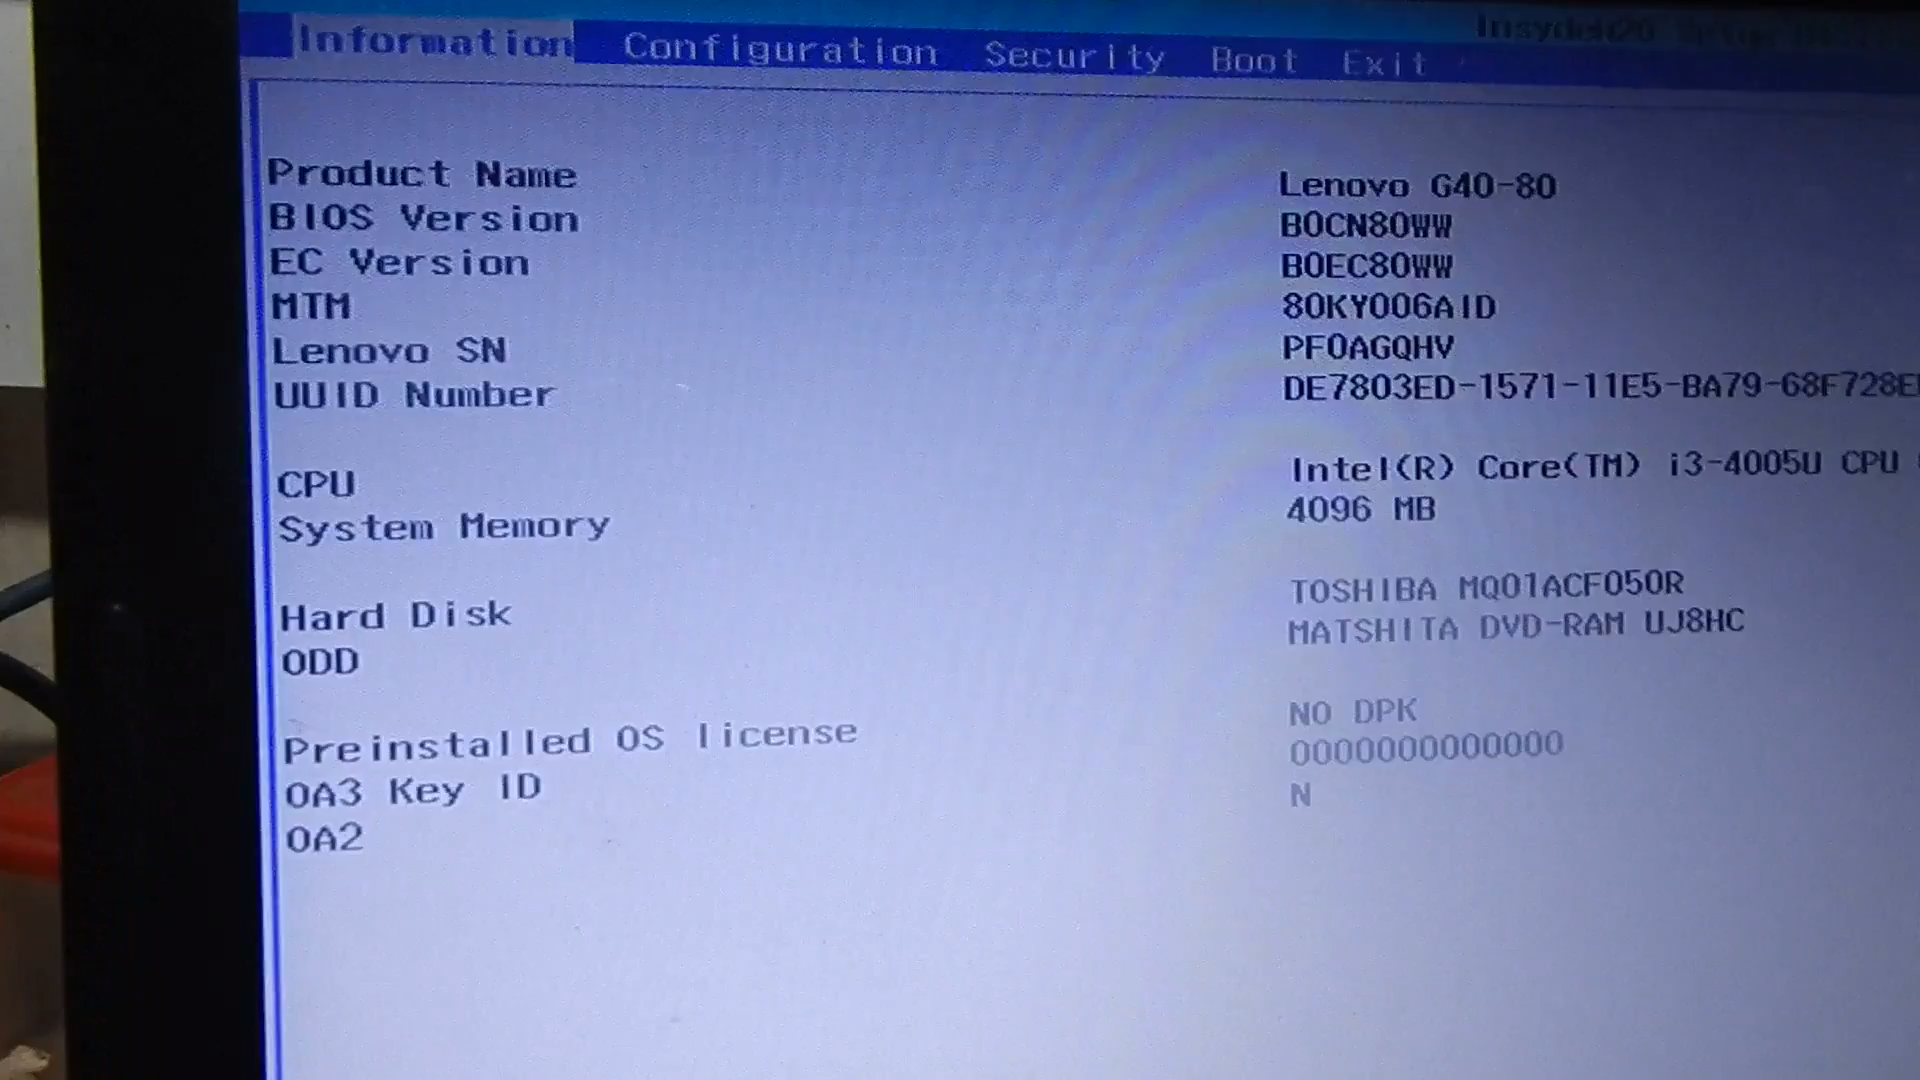 InsydeH20 Setup
Information Configuration Security Boot Exit
Product Name Lenovo G40-80
BIOS Version B0CN80WW
EC Version B0EC80WW
MTM 80KY006AID
Lenovo SN PF0AGQHV
UUID Number DE7803ED-1571-11E5-BA79-68F728E
CPU Intel(R) Core(TM) i3-4005U CPU
System Memory 4096 MB
Hard Disk TOSHIBA MQ01ACF050R
ODD MATSHITA DVD-RAM UJ8HC
Preinstalled OS license NO DPK
OA3 Key ID 0000000000000
OA2 N